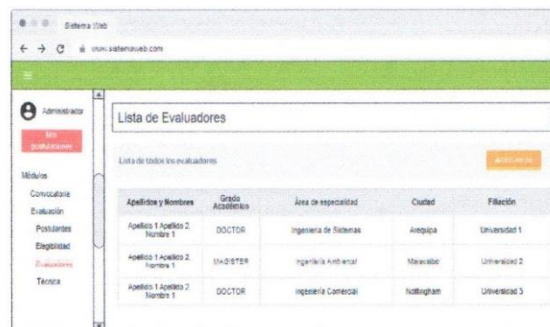 Sistema Web
www.sistemaweb.com
Administrador
Mis
postulaciones
Módulos
Convocatoria
Evaluación
Postulantes
Elegibilidad
Evaluadores
Técnica
Lista de Evaluadores
Lista de todos los evaluadores
Apellidos y Nombres
Grado
Académico
Área de especialidad
Ciudad
Filiación
Apellido 1 Apellido 2,
Nombre 1
DOCTOR
Ingeniería de Sistemas
Arequipa
Universidad 1
Apellido 1 Apellido 2,
Nombre 1
MAGISTER
Ingeniería Ambiental
Maracaibo
Universidad 2
Apellido 1 Apellido 2,
Nombre 1
DOCTOR
Ingeniería Comercial
Nottingham
Universidad 3